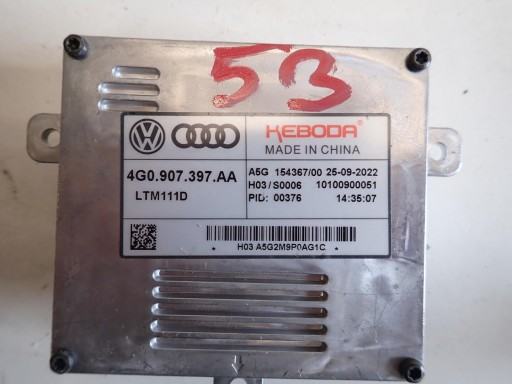 53
KEBODA
MADE IN CHINA
4G0.907.397.AA
LTM111D
A5G 154367/00 25-09-2022
H03/S0006 10100900051
PID: 00376 14:35:07
* H03 A5G2M9P0AG1C *